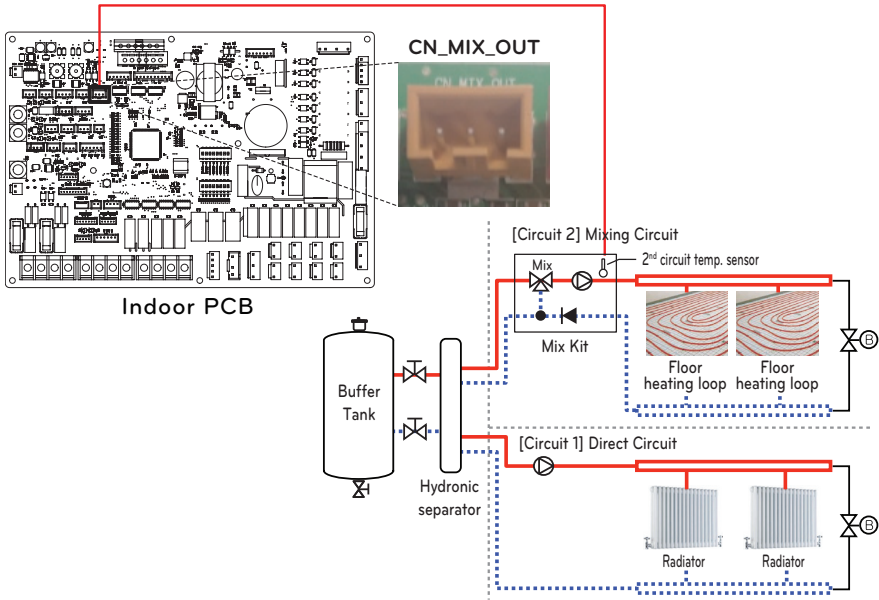 CN_MIX_OUT
CN_MIX_OUT
Indoor PCB
[Circuit 2] Mixing Circuit
Mix
2nd circuit temp. sensor
Mix Kit
Floor
heating loop
Floor
heating loop
B
Buffer
Tank
Hydronic
separator
[Circuit 1] Direct Circuit
Radiator
Radiator
B